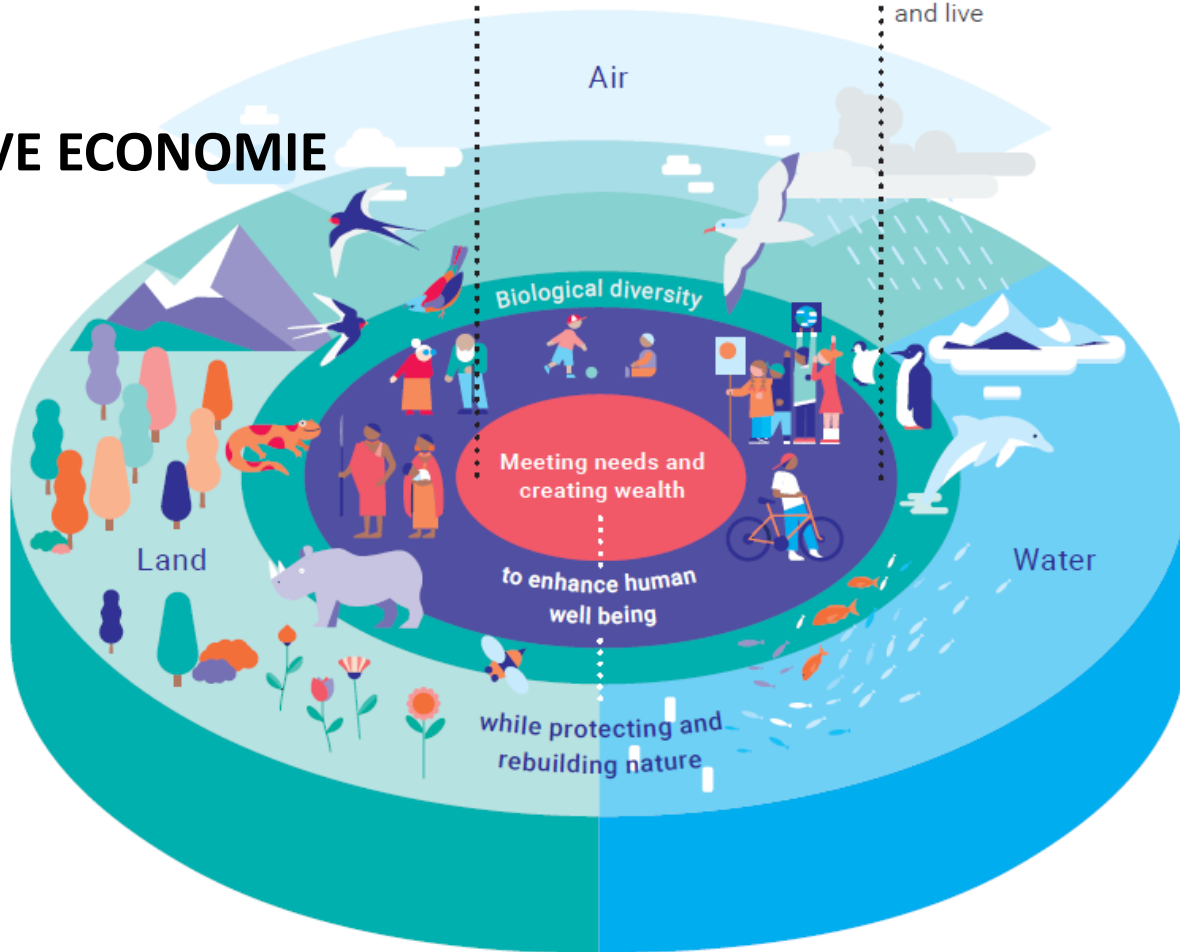 and live
Air
VE ECONOMIE
Biological diversity
Meeting needs and
creating wealth
Land
Water
to enhance human
well being
while protecting and
rebuilding nature